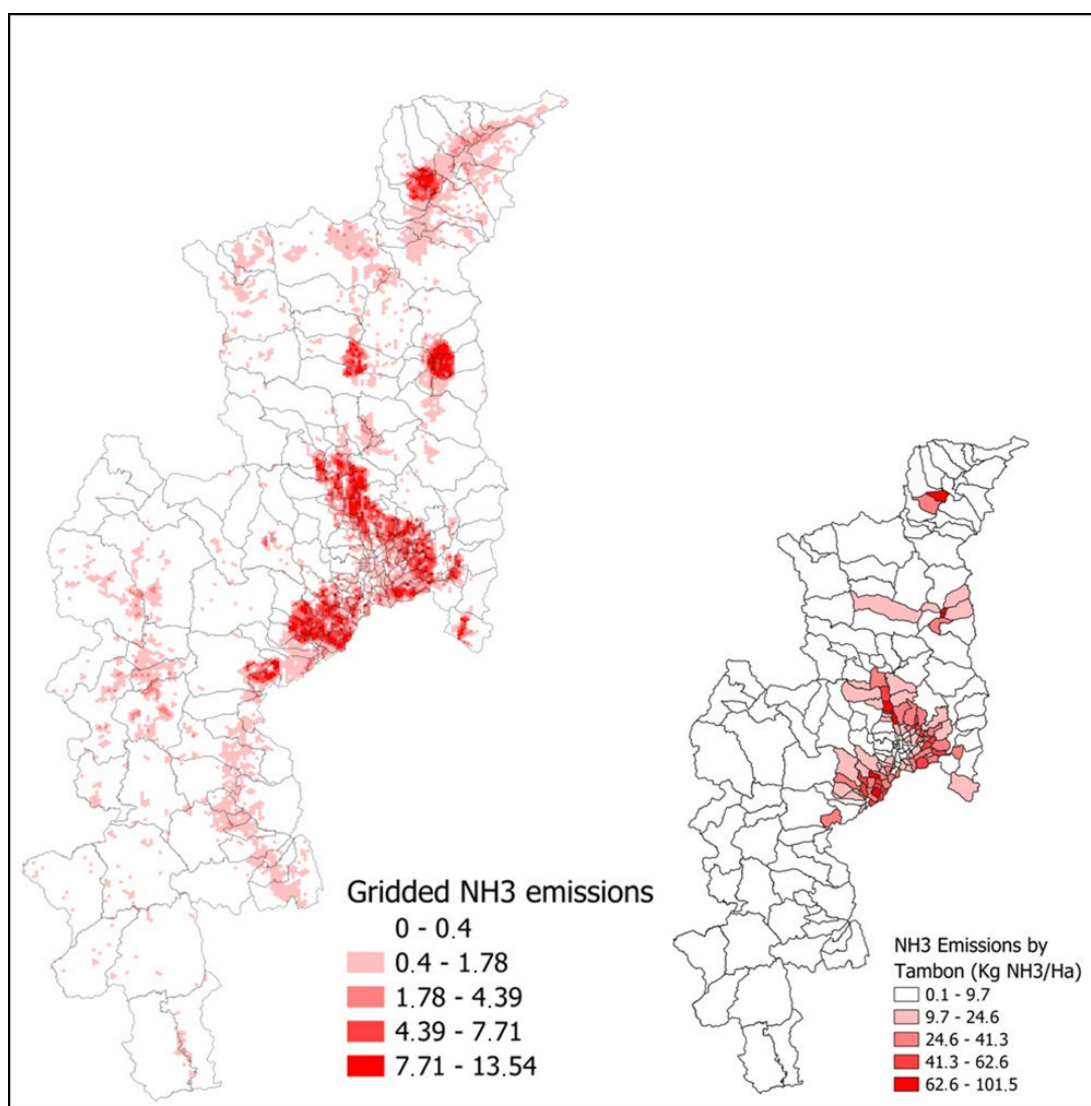 Gridded NH3 emissions
0 - 0.4
0.4 - 1.78
1.78 - 4.39
4.39 - 7.71
7.71 - 13.54
NH3 Emissions by
Tambon (Kg NH3/Ha)
0.1 - 9.7
9.7 - 24.6
24.6 - 41.3
41.3 - 62.6
62.6 - 101.5